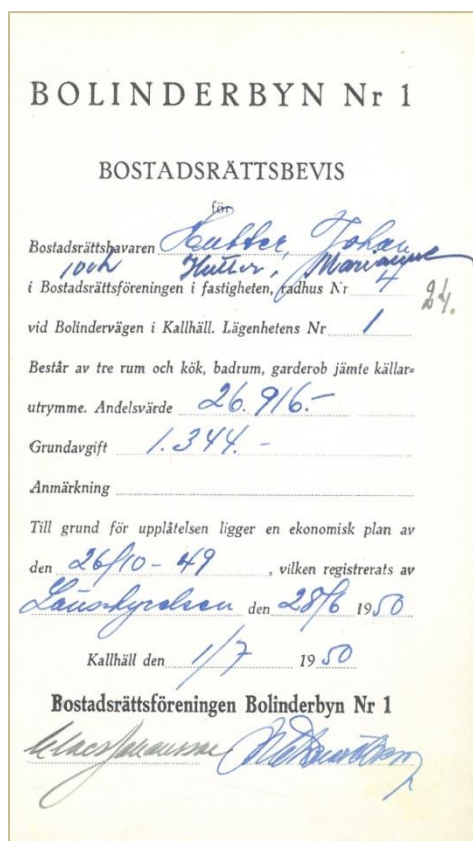 BOLINDERBYN Nr 1
BOSTADSRÄTTSBEVIS
för
Bostadsrättshavaren Hutter, Johan
och Hutter, Marianne
i Bostadsrättsföreningen i fastigheten, radhus Nr 4
24.
vid Bolindervägen i Kallhäll. Lägenhetens Nr 1
Består av tre rum och kök, badrum, garderob jämte källar=
utrymme. Andelsvärde 26.916.-
Grundavgift 1.344.-
Anmärkning
Till grund för upplåtelsen ligger en ekonomisk plan av
den 26/10 - 49, vilken registrerats av
Länsstyrelsen den 28/6 1950
Kallhäll den 1/7 1950
Bostadsrättsföreningen Bolinderbyn Nr 1